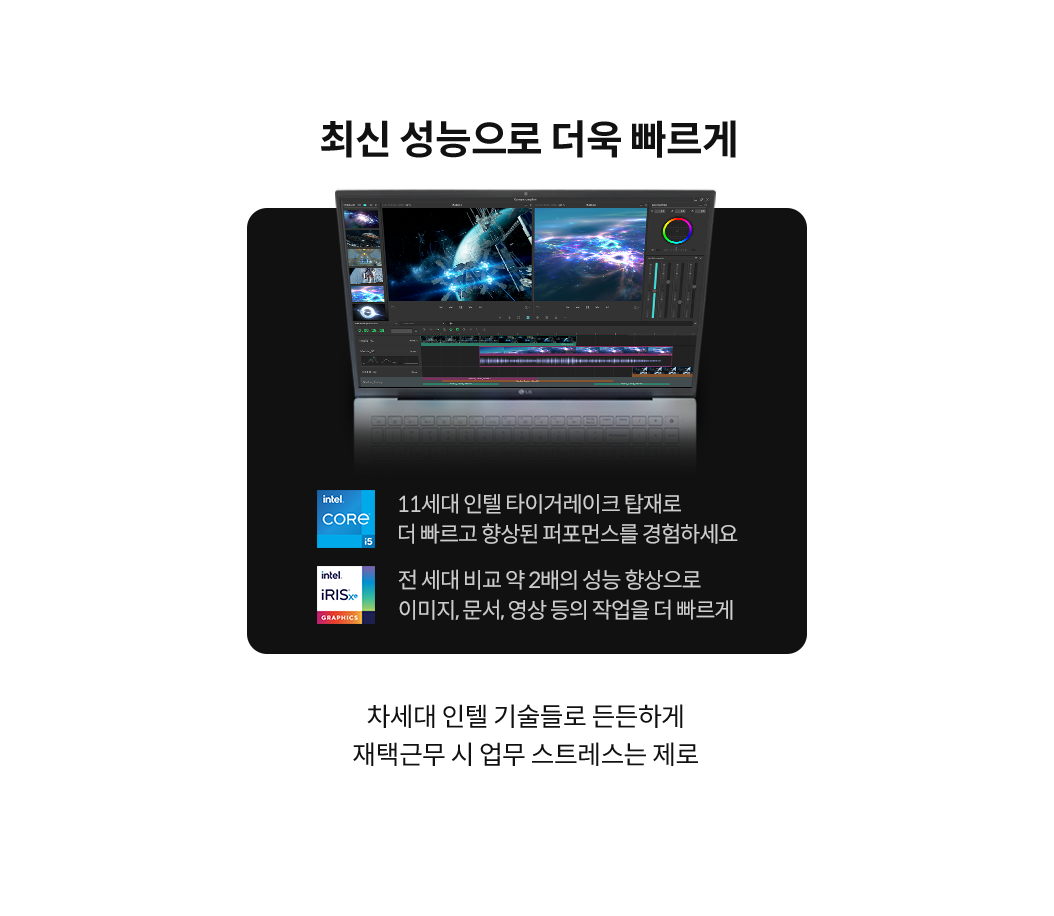 최신 성능으로 더욱 빠르게
LG
intel
CORE
i5
11세대 인텔 타이거레이크 탑재로
더 빠르고 향상된 퍼포먼스를 경험하세요
intel
iRISxe
GRAPHICS
전 세대 비교 약 2배의 성능 향상으로
이미지, 문서, 영상 등의 작업을 더 빠르게
차세대 인텔 기술들로 든든하게
재택근무 시 업무 스트레스는 제로